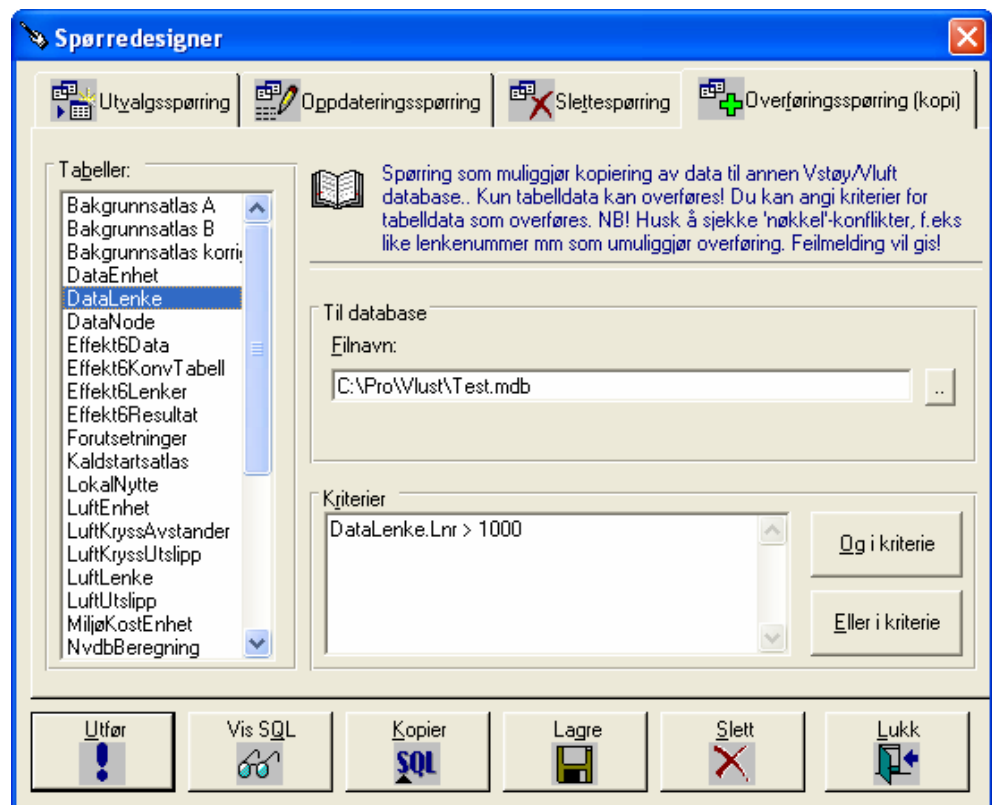 Spørredesigner
Utvalgsspørring
Oppdateringsspørring
Slettespørring
Overføringsspørring (kopi)
Tabeller:
Bakgrunnsatlas A
Bakgrunnsatlas B
Bakgrunnsatlas korrig
DataEnhet
DataLenke
DataNode
Effekt6Data
Effekt6KonvTabell
Effekt6Lenker
Effekt6Resultat
Forutsetninger
Kaldstartsatlas
LokalNytte
LuftEnhet
LuftKryssAvstander
LuftKryssUtslipp
LuftLenke
LuftUtslipp
MiljøKostEnhet
NvdbBeregning
Spørring som muliggjør kopiering av data til annen Vstøy/Vluft
database.. Kun tabelldata kan overføres! Du kan angi kriterier for
tabelldata som overføres. NB! Husk å sjekke 'nøkkel'-konflikter, f.eks
like lenkenummer mm som umuliggjør overføring. Feilmelding vil gis!
Til database
Filnavn:
C:\Pro\Vlust\Test.mdb
..
Kriterier
DataLenke.Lnr > 1000
Og i kriterie
Eller i kriterie
Utfør
Vis SQL
Kopier
SQL
Lagre
Slett
Lukk